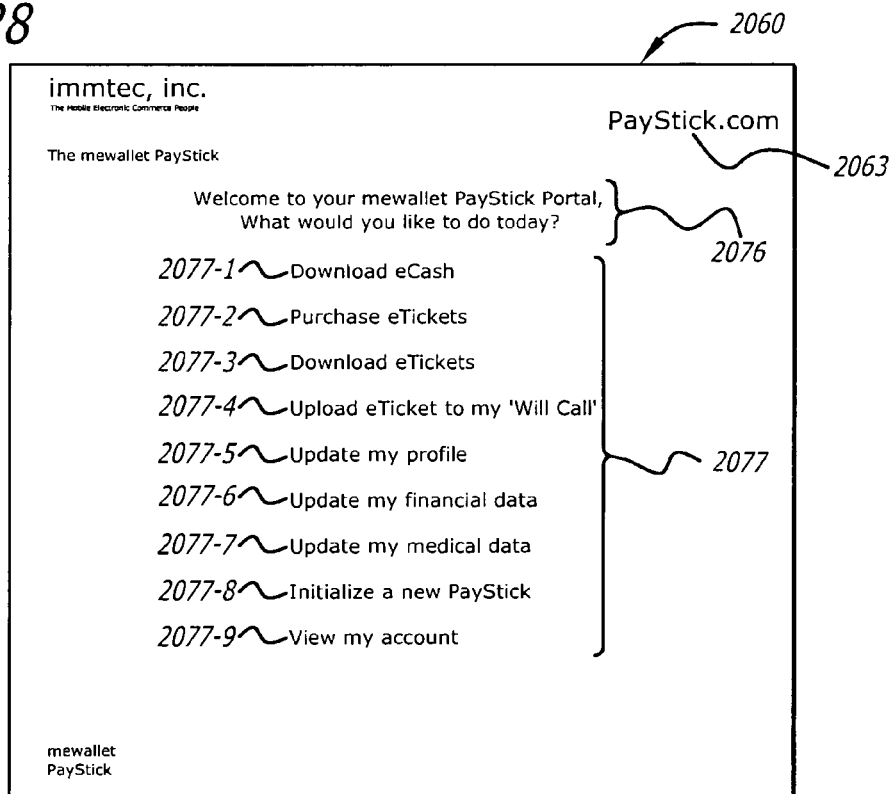 28
2060
immtec, inc.
The Mobile Electronic Commerce People
PayStick.com
2063
The mewallet PayStick
Welcome to your mewallet PayStick Portal,
What would you like to do today?
2076
2077-1 Download eCash
2077-2 Purchase eTickets
2077-3 Download eTickets
2077-4 Upload eTicket to my 'Will Call'
2077-5 Update my profile
2077
2077-6 Update my financial data
2077-7 Update my medical data
2077-8 Initialize a new PayStick
2077-9 View my account
mewallet
PayStick